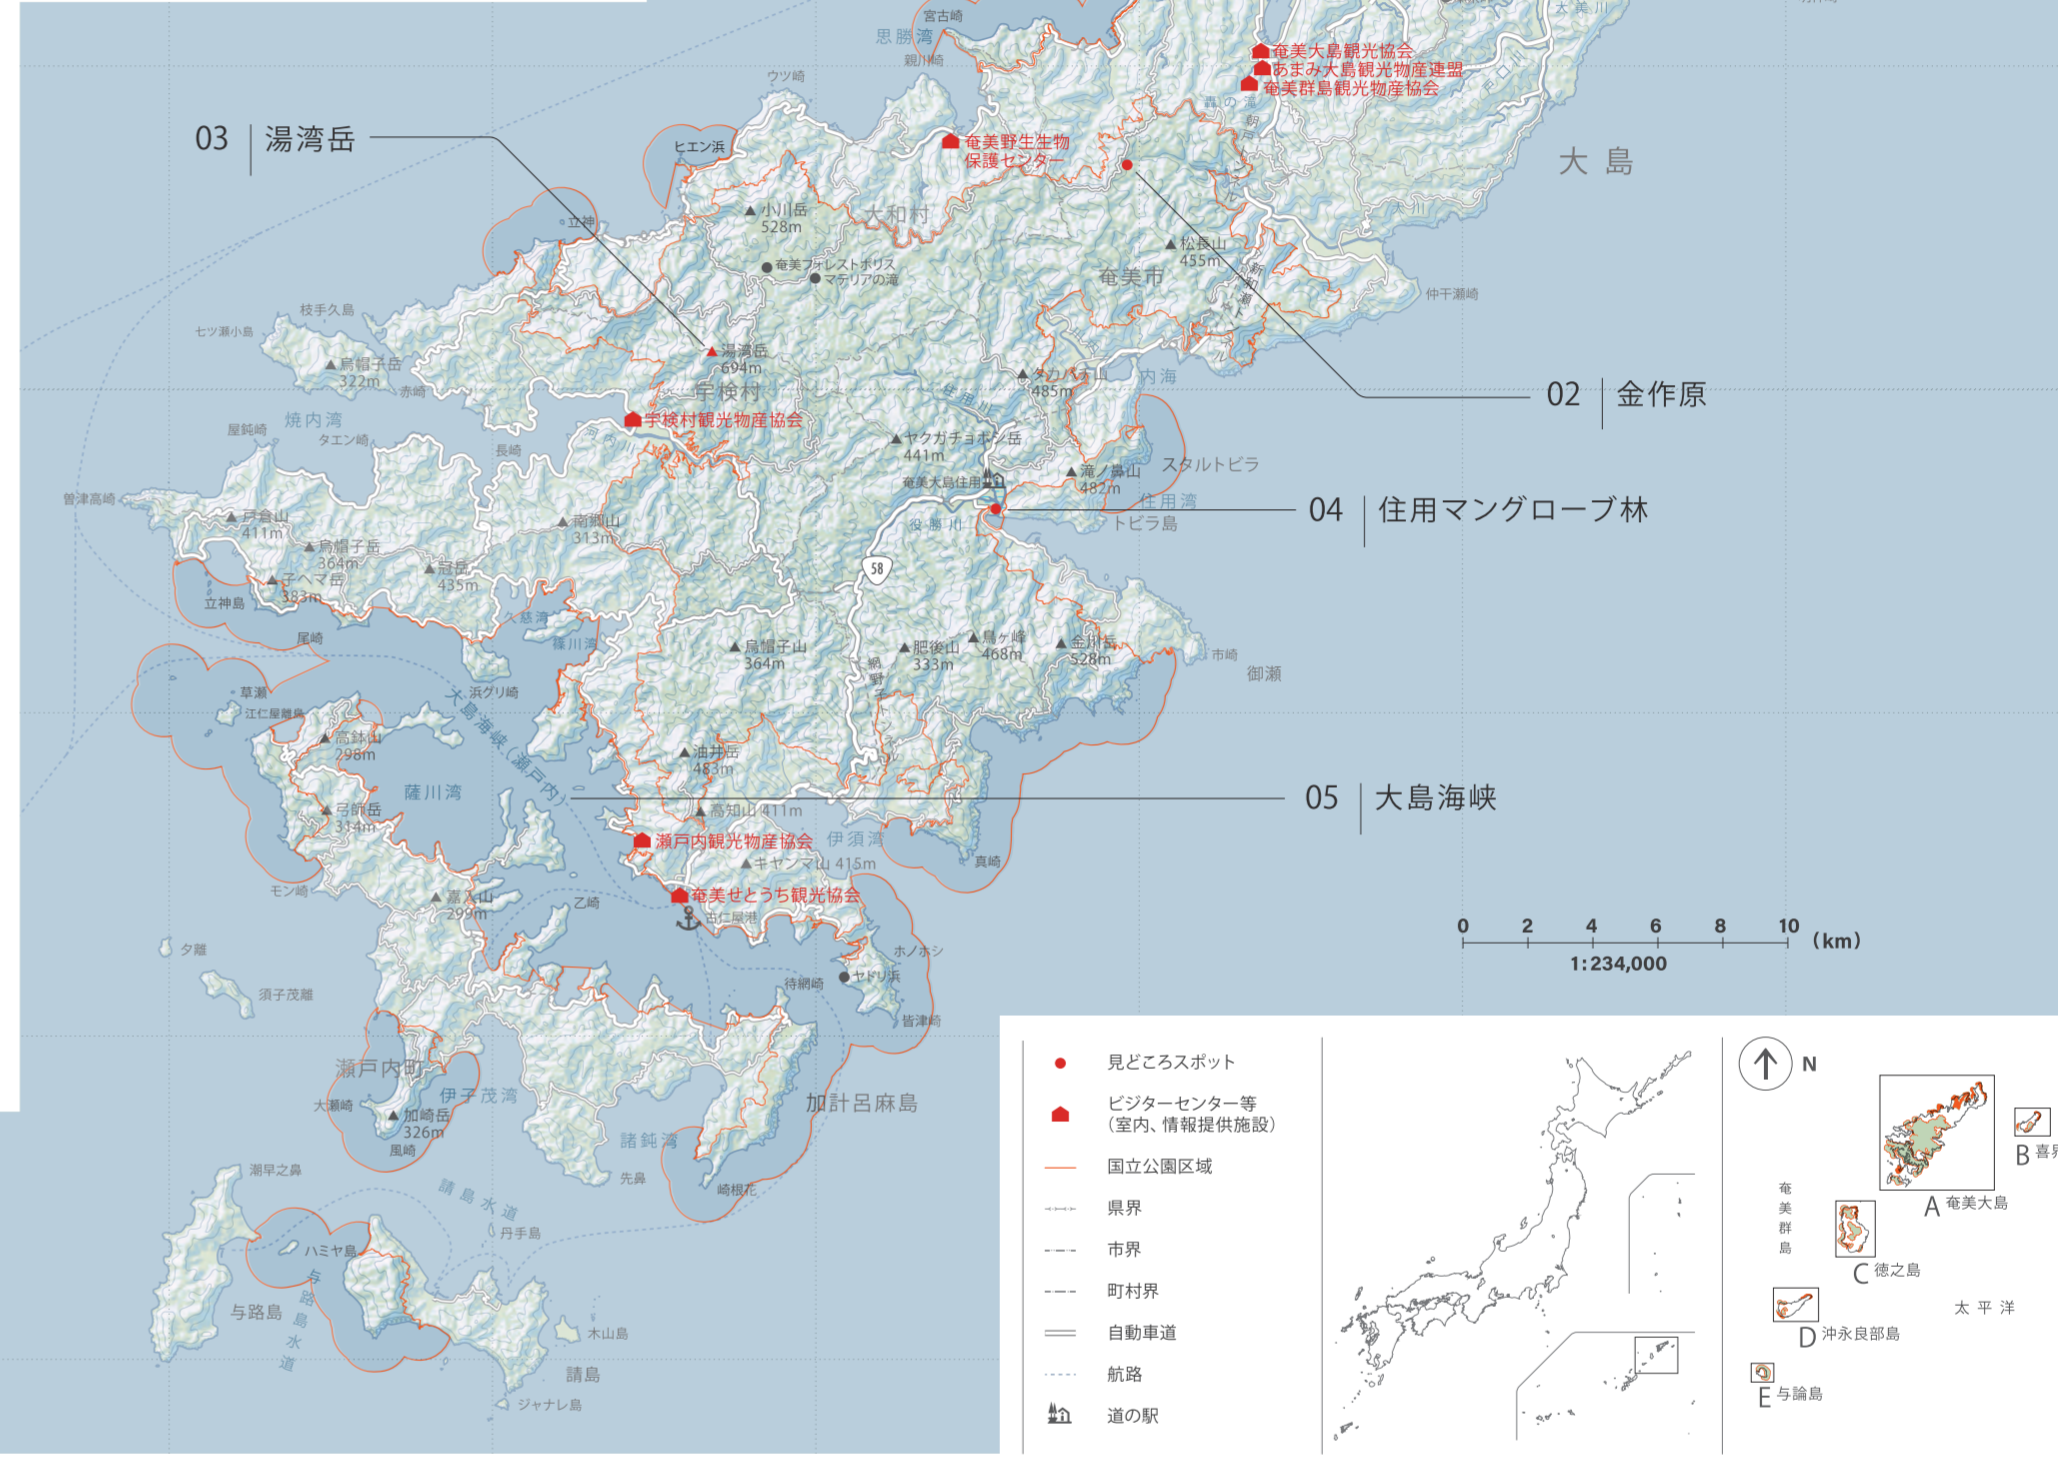 宮古崎
思勝湾
親川崎
ウツ崎
大美川
奄美大島観光協会
あまみ大島観光物産連盟
奄美群島観光物産協会
03 湯湾岳
ヒエン浜
奄美野生生物
保護センター
大島
立神
小川岳
528m
大和村
大川
奄美フォレストポリス
マテリアの滝
松長山
455m
奄美市
仲干瀬崎
枝手久島
七ツ瀬小島
烏帽子岳
322m
赤崎
湯湾岳
694m
宇検村
タカバチ山
485m
内海
住用川
02 金作原
焼内湾
屋鈍崎
タエン崎
長崎
宇検村観光物産協会
河内川
ヤクガチョボシ岳
441m
滝ノ鼻山
482m
スタルトビラ
奄美大島住用
曽津高崎
戸倉山
411m
南郷山
313m
役勝川
住用湾
トビラ島
04 住用マングローブ林
烏帽子岳
364m
冠岳
435m
子ヘマ岳
383m
58
立神島
尾崎
久慈湾
篠川湾
烏帽子山
364m
肥後山
333m
鳥ヶ峰
468m
金川岳
528m
市崎
御瀬
網野子トンネル
草瀬
江仁屋離島
浜グリ崎
大島海峡（瀬戸内）
高鉢山
298m
油井岳
483m
薩川湾
05 大島海峡
弓師岳
314m
高知山 411m
瀬戸内観光物産協会
伊須湾
キャンマ山 415m
真崎
モン崎
嘉入山
299m
奄美せとうち観光協会
古仁屋港
乙崎
夕離
須子茂離
ホノホシ
ヤドリ浜
待網崎
皆津崎
0 2 4 6 8 10 (km)
1:234,000
瀬戸内町
大瀬崎
伊子茂湾
加崎岳
326m
風崎
加計呂麻島
諸鈍湾
先鼻
崎根花
潮早之鼻
請島水道
丹手島
ハミヤ島
与路島
与路島水道
木山島
請島
ジャナレ島
見どころスポット
ビジターセンター等
（室内、情報提供施設）
国立公園区域
県界
市界
町村界
自動車道
航路
道の駅
N
奄美群島
A 奄美大島
B 喜界
C 徳之島
太平洋
D 沖永良部島
E 与論島